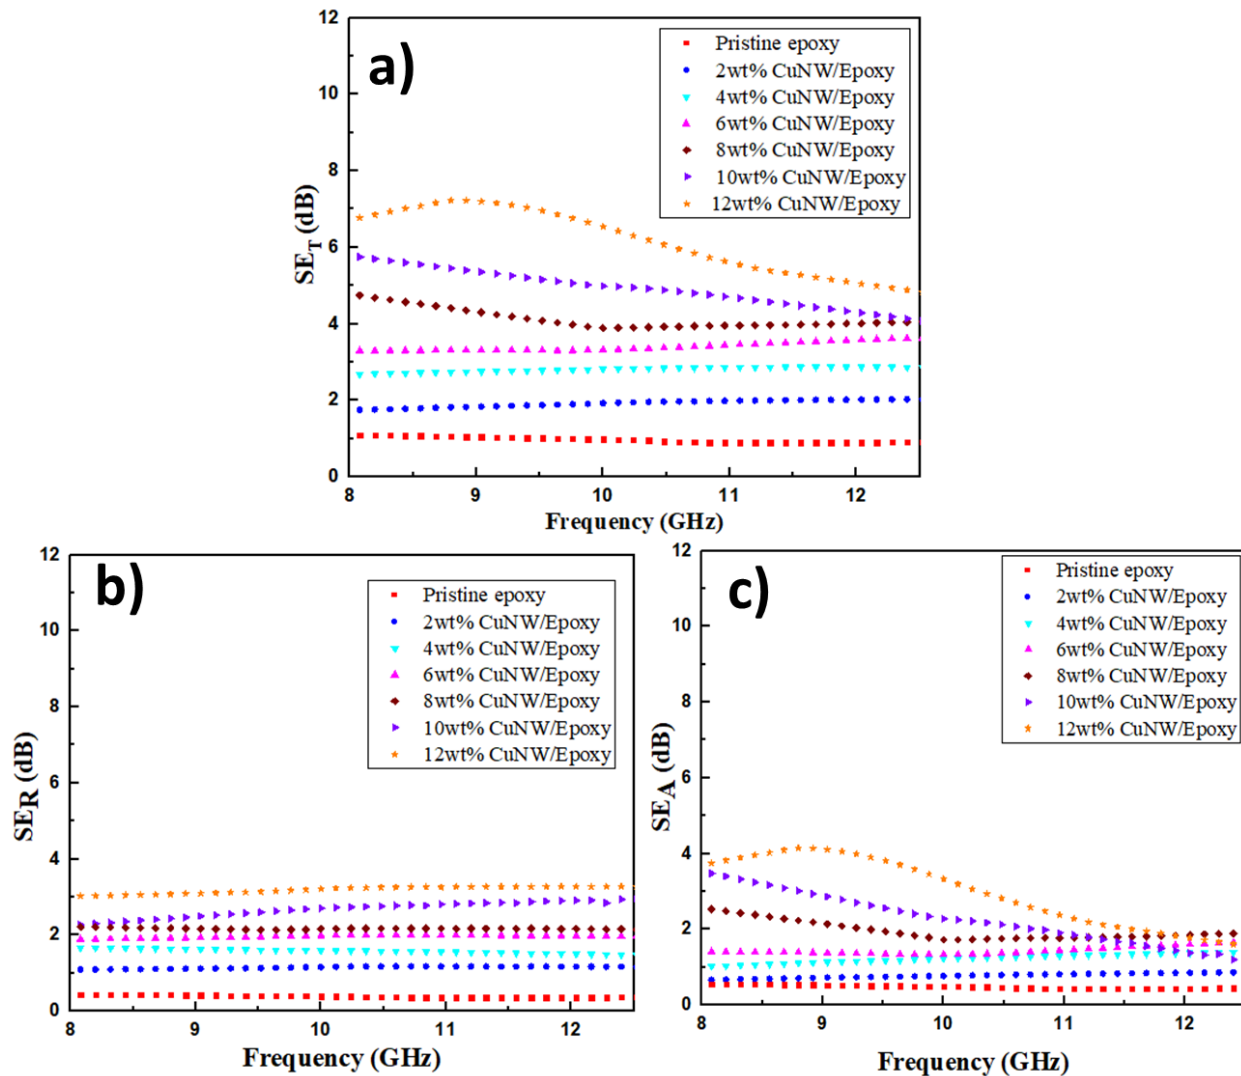 a)
12
10
8
6
4
2
0
SE_T (dB)
Pristine epoxy
2wt% CuNW/Epoxy
4wt% CuNW/Epoxy
6wt% CuNW/Epoxy
8wt% CuNW/Epoxy
10wt% CuNW/Epoxy
12wt% CuNW/Epoxy
8 9 10 11 12
Frequency (GHz)
b)
12
10
8
6
4
2
0
SE_R (dB)
Pristine epoxy
2wt% CuNW/Epoxy
4wt% CuNW/Epoxy
6wt% CuNW/Epoxy
8wt% CuNW/Epoxy
10wt% CuNW/Epoxy
12wt% CuNW/Epoxy
8 9 10 11 12
Frequency (GHz)
c)
12
10
8
6
4
2
0
SE_A (dB)
Pristine epoxy
2wt% CuNW/Epoxy
4wt% CuNW/Epoxy
6wt% CuNW/Epoxy
8wt% CuNW/Epoxy
10wt% CuNW/Epoxy
12wt% CuNW/Epoxy
8 9 10 11 12
Frequency (GHz)